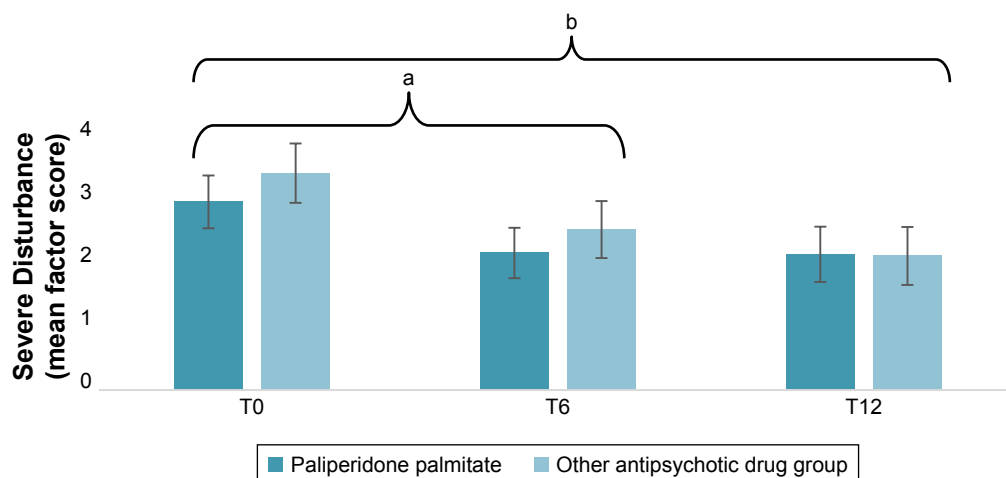 b
a
Severe Disturbance
(mean factor score)
4
3
2
1
0
T0 T6 T12
Paliperidone palmitate Other antipsychotic drug group